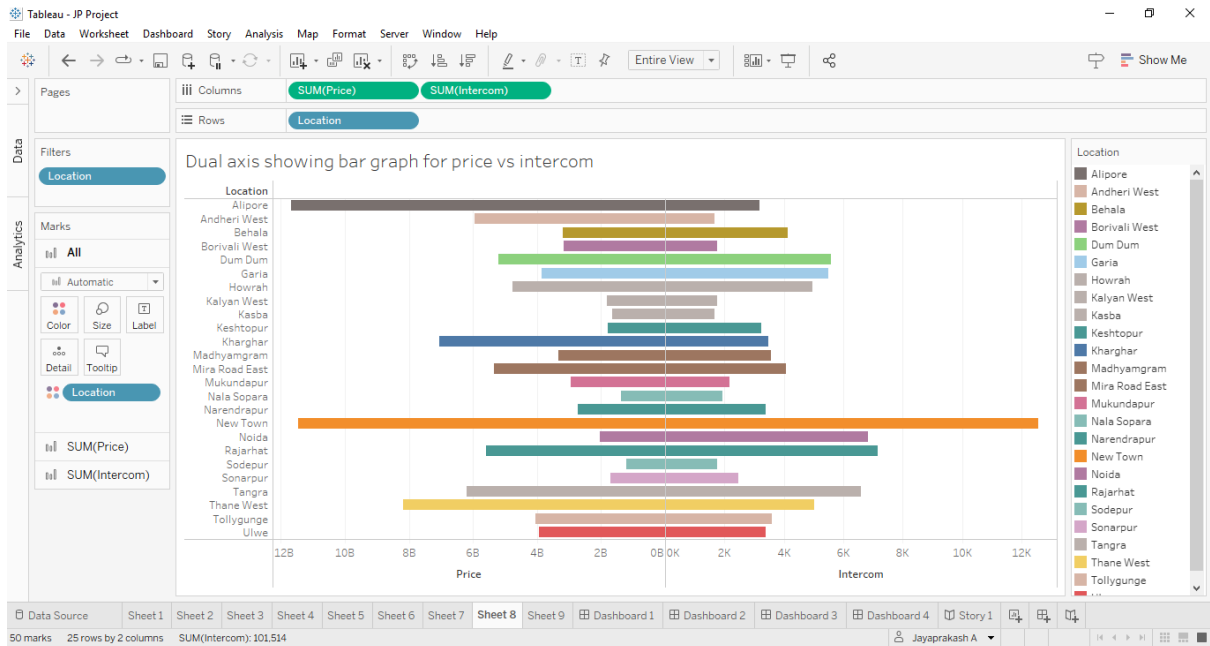 Tableau - JP Project
File Data Worksheet Dashboard Story Analysis Map Format Server Window Help
Entire View
Show Me
Data
Analytics
Pages
Filters
Location
Marks
All
Automatic
Color Size Label
Detail Tooltip
Location
SUM(Price)
SUM(Intercom)
Columns SUM(Price) SUM(Intercom)
Rows Location
Dual axis showing bar graph for price vs intercom
Location
Alipore
Andheri West
Behala
Borivali West
Dum Dum
Garia
Howrah
Kalyan West
Kasba
Keshtopur
Kharghar
Madhyamgram
Mira Road East
Mukundapur
Nala Sopara
Narendrapur
New Town
Noida
Rajarhat
Sodepur
Sonarpur
Tangra
Thane West
Tollygunge
Ulwe
12B 10B 8B 6B 4B 2B 0B 0K 2K 4K 6K 8K 10K 12K
Price Intercom
Location
Alipore
Andheri West
Behala
Borivali West
Dum Dum
Garia
Howrah
Kalyan West
Kasba
Keshtopur
Kharghar
Madhyamgram
Mira Road East
Mukundapur
Nala Sopara
Narendrapur
New Town
Noida
Rajarhat
Sodepur
Sonarpur
Tangra
Thane West
Tollygunge
Data Source Sheet 1 Sheet 2 Sheet 3 Sheet 4 Sheet 5 Sheet 6 Sheet 7 Sheet 8 Sheet 9 Dashboard 1 Dashboard 2 Dashboard 3 Dashboard 4 Story 1
50 marks 25 rows by 2 columns SUM(Intercom): 101,514 Jayaprakash A